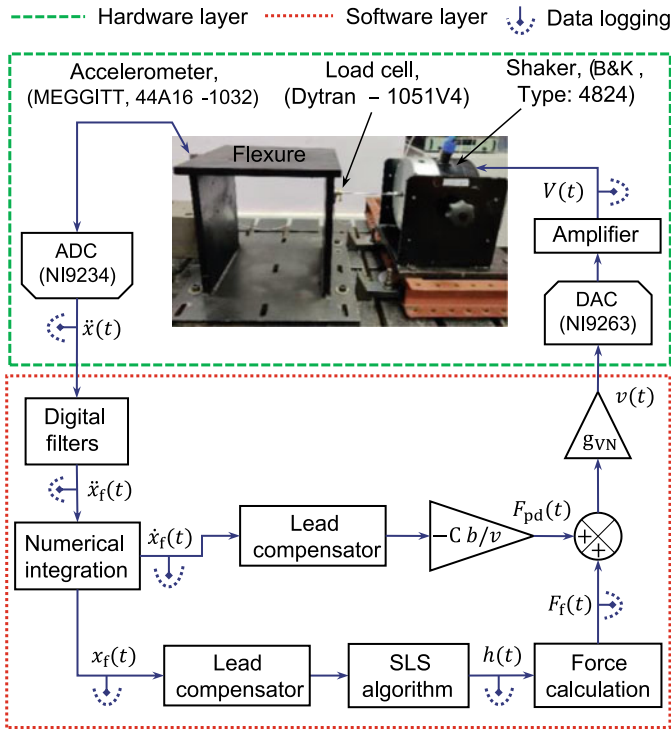 Hardware layer
Software layer
Data logging
Accelerometer,
(MEGGITT, 44A16 -1032)
Load cell,
(Dytran – 1051V4)
Shaker, (B&K ,
Type: 4824)
Flexure
V(t)
ADC
(NI9234)
Amplifier
DAC
(NI9263)
ẍ(t)
v(t)
Digital
filters
g_VN
ẍ_f(t)
Numerical
integration
ẋ_f(t)
Lead
compensator
−C b/v
F_pd(t)
+
+
F_f(t)
x_f(t)
Lead
compensator
SLS
algorithm
h(t)
Force
calculation